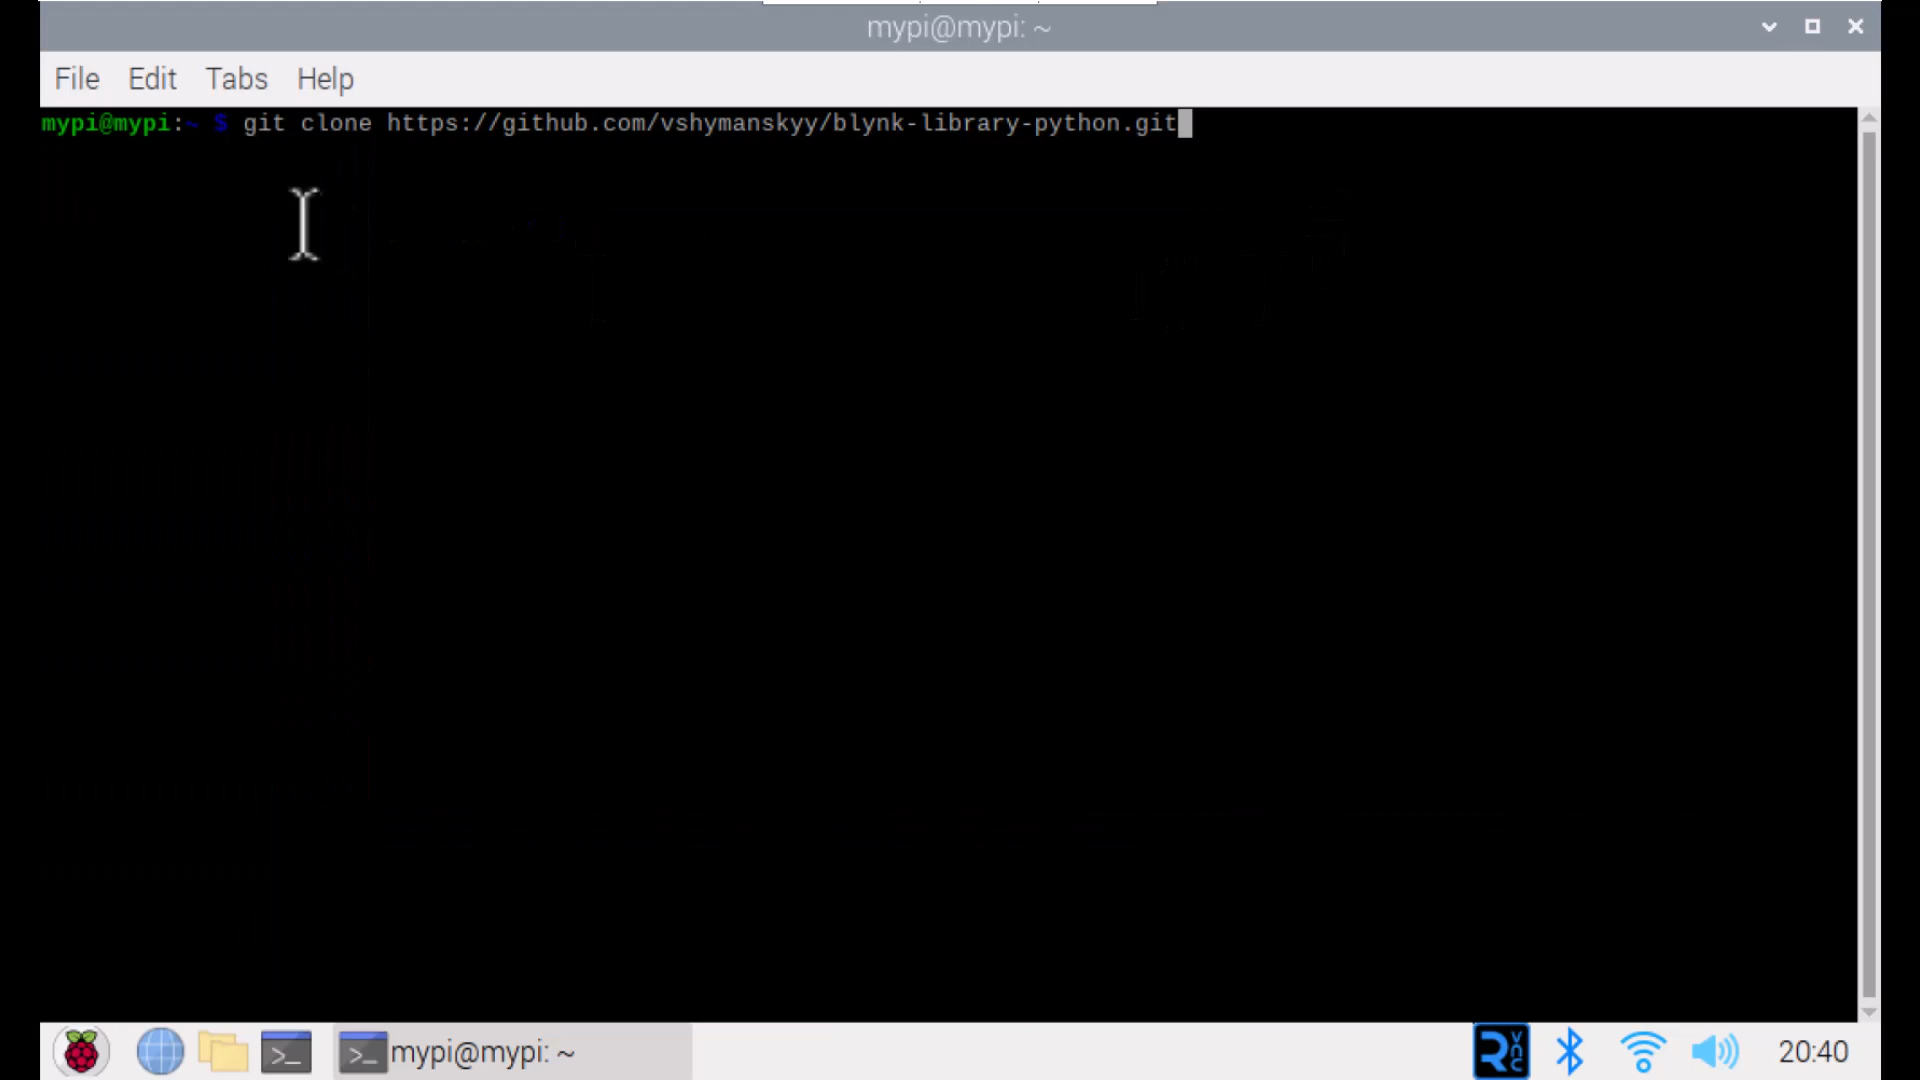 mypi@mypi: ~
File Edit Tabs Help
mypi@mypi:~ $ git clone https://github.com/vshymanskyy/blynk-library-python.git
>_ >_ mypi@mypi: ~ VNC 20:40